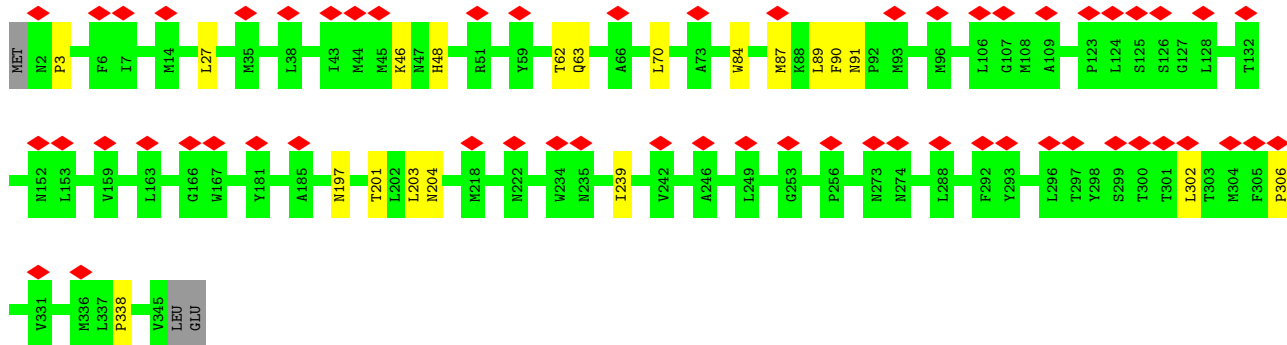 MET N2 P3 F6 I7 M14 L27 M35 L38 I43 M44 M45 K46 N47 H48 R51 Y59 T62 Q63 A66 L70 A73 W84 M87 K88 L89 F90 N91 P92 M93 M96 L106 G107 M108 A109 P123 L124 S125 S126 G127 L128 T132
N152 L153 V159 L163 G166 W167 Y181 A185 N197 T201 L202 L203 N204 M218 N222 W234 N235 I239 V242 A246 L249 G253 P256 N273 N274 L288 F292 Y293 L296 T297 Y298 S299 T300 T301 L302 T303 M304 F305 P306
V331 M336 L337 P338 V345 LEU GLU